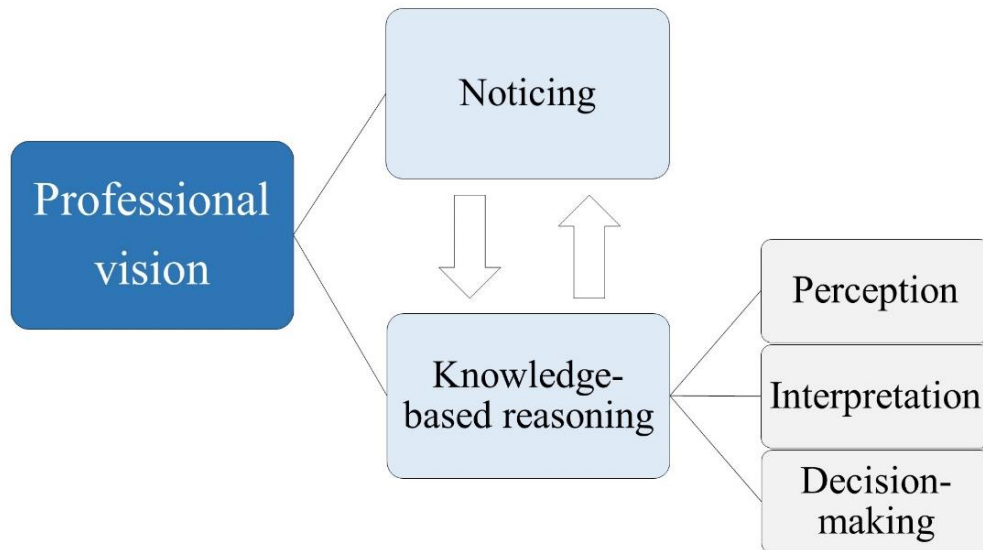 Professional
vision
Noticing
Knowledge-
based reasoning
Perception
Interpretation
Decision-
making